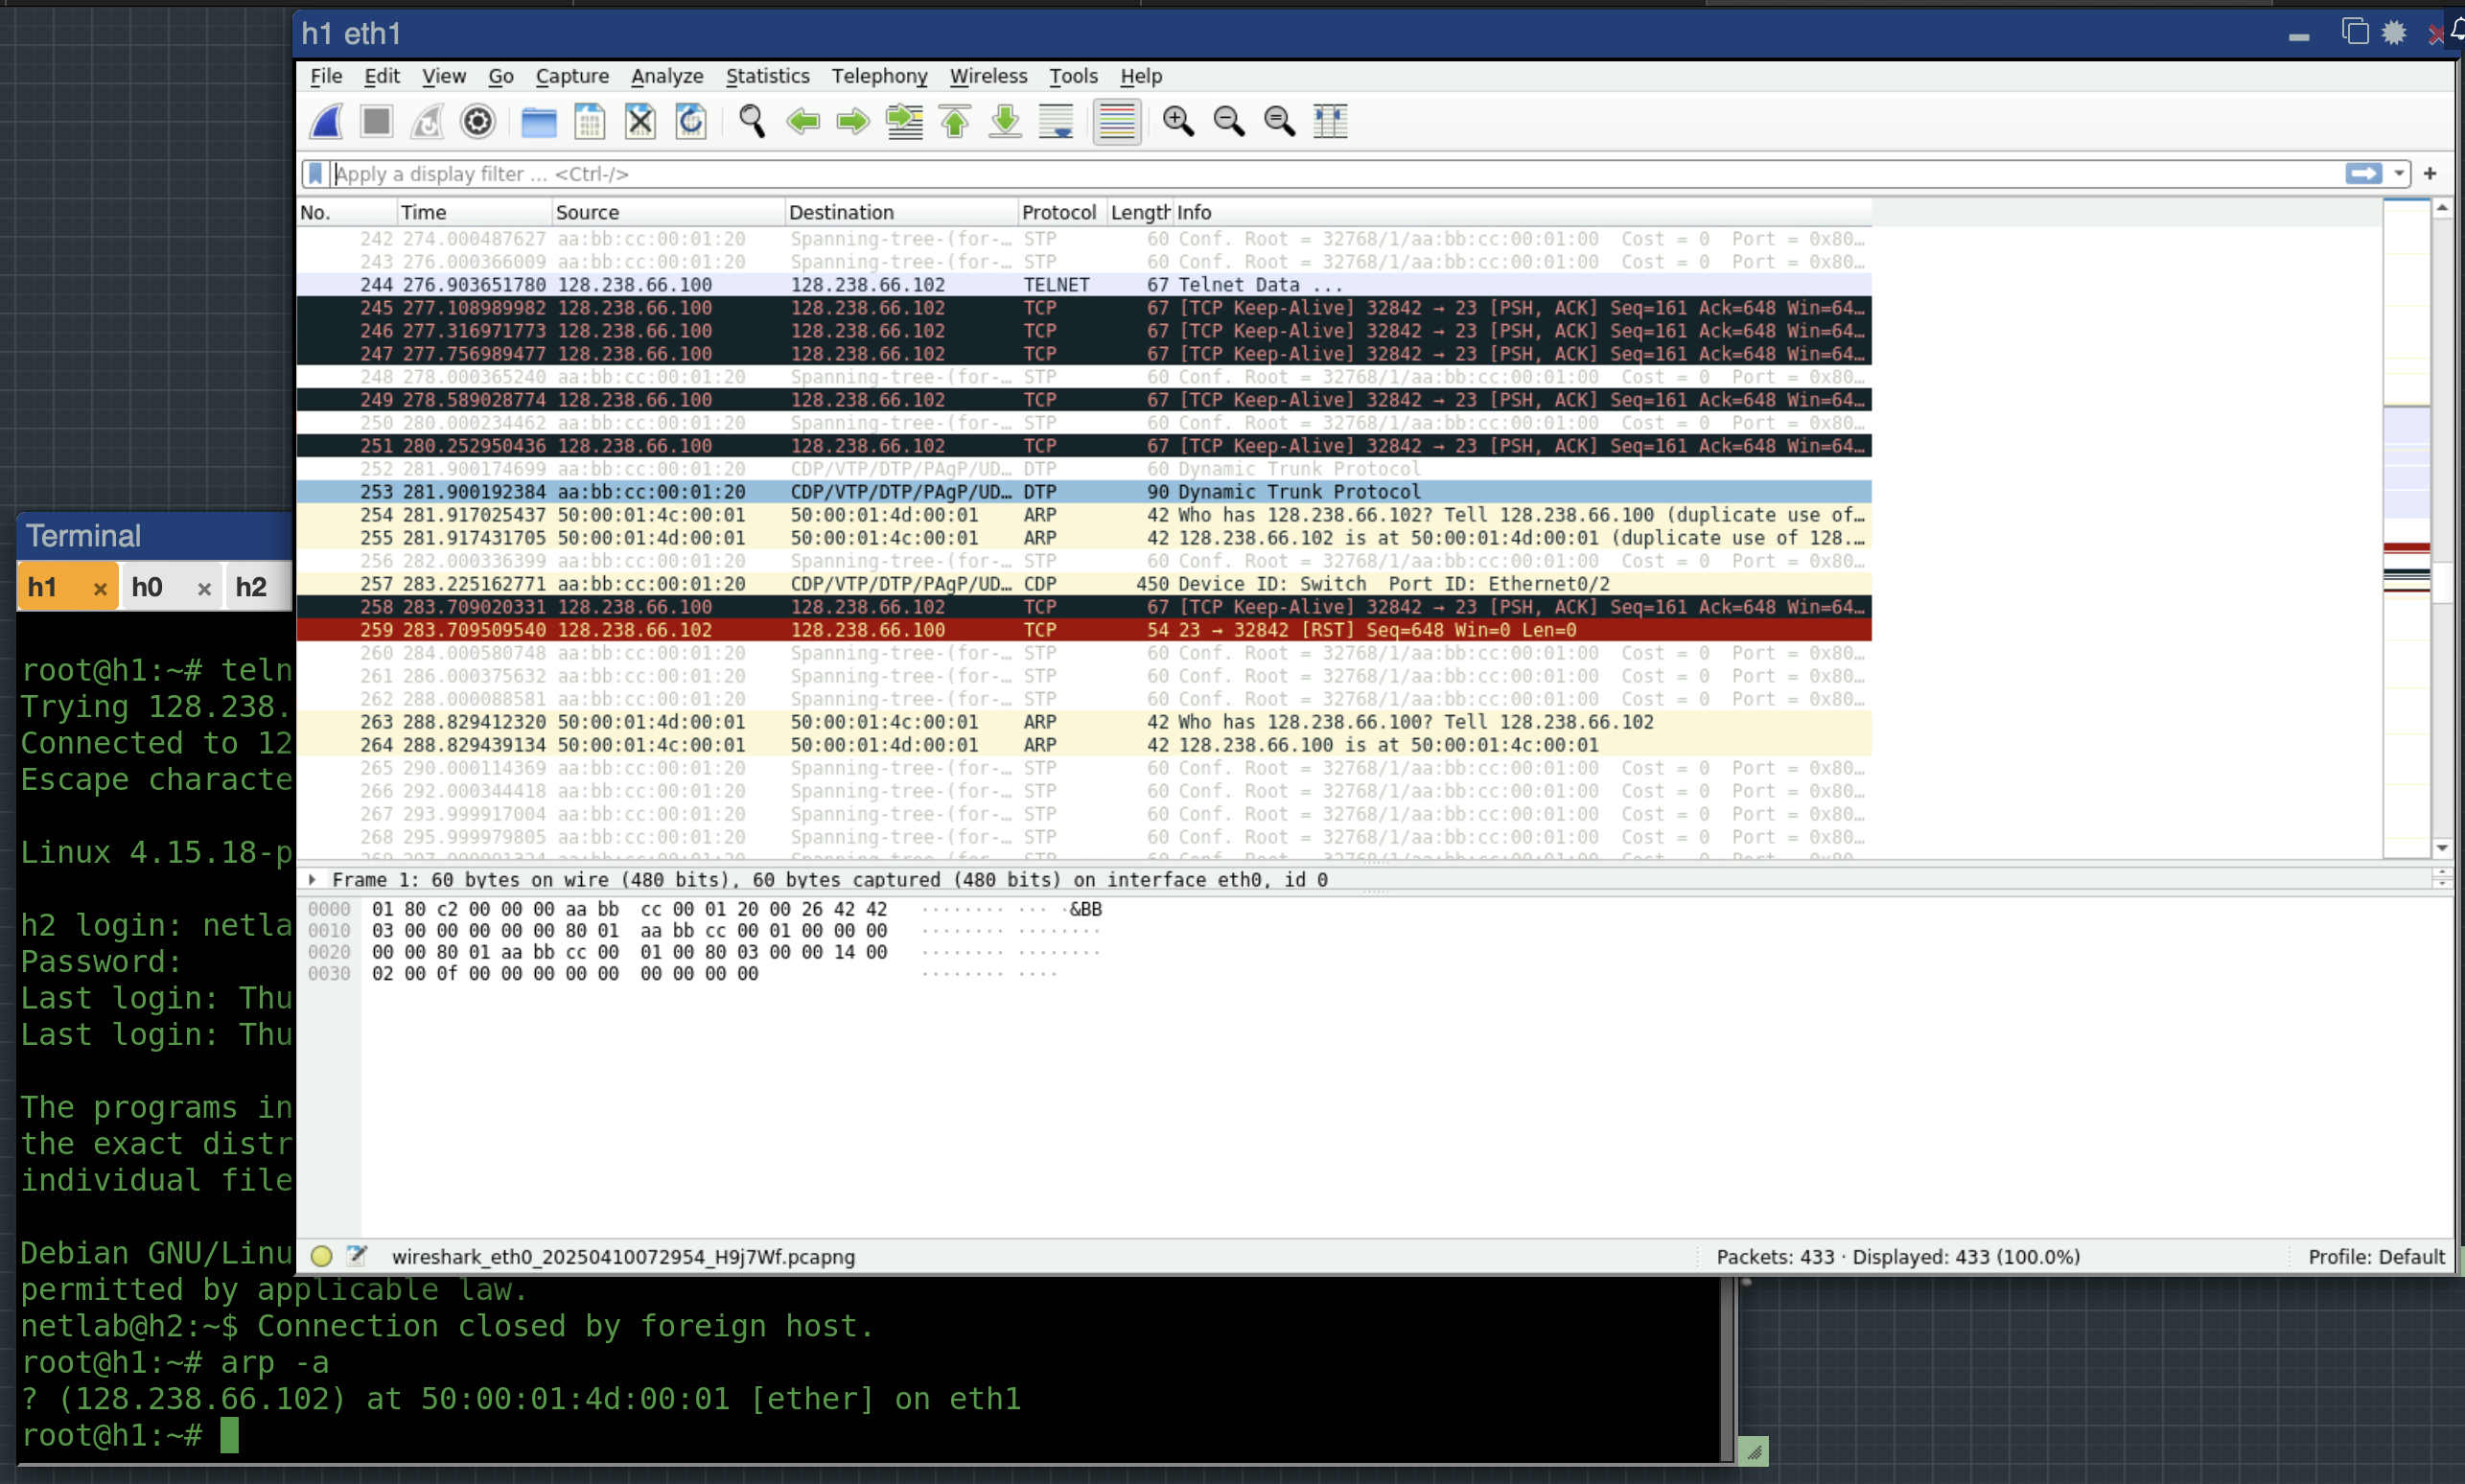 h1 eth1
File Edit View Go Capture Analyze Statistics Telephony Wireless Tools Help
Apply a display filter ... <Ctrl-/>
No. Time Source Destination Protocol Length Info
242 274.000487627 aa:bb:cc:00:01:20 Spanning-tree-(for-… STP 60 Conf. Root = 32768/1/aa:bb:cc:00:01:00 Cost = 0 Port = 0x80…
243 276.000366009 aa:bb:cc:00:01:20 Spanning-tree-(for-… STP 60 Conf. Root = 32768/1/aa:bb:cc:00:01:00 Cost = 0 Port = 0x80…
244 276.903651780 128.238.66.100 128.238.66.102 TELNET 67 Telnet Data ...
245 277.108989982 128.238.66.100 128.238.66.102 TCP 67 [TCP Keep-Alive] 32842 → 23 [PSH, ACK] Seq=161 Ack=648 Win=64…
246 277.316971773 128.238.66.100 128.238.66.102 TCP 67 [TCP Keep-Alive] 32842 → 23 [PSH, ACK] Seq=161 Ack=648 Win=64…
247 277.756989477 128.238.66.100 128.238.66.102 TCP 67 [TCP Keep-Alive] 32842 → 23 [PSH, ACK] Seq=161 Ack=648 Win=64…
248 278.000365240 aa:bb:cc:00:01:20 Spanning-tree-(for-… STP 60 Conf. Root = 32768/1/aa:bb:cc:00:01:00 Cost = 0 Port = 0x80…
249 278.589028774 128.238.66.100 128.238.66.102 TCP 67 [TCP Keep-Alive] 32842 → 23 [PSH, ACK] Seq=161 Ack=648 Win=64…
250 280.000234462 aa:bb:cc:00:01:20 Spanning-tree-(for-… STP 60 Conf. Root = 32768/1/aa:bb:cc:00:01:00 Cost = 0 Port = 0x80…
251 280.252950436 128.238.66.100 128.238.66.102 TCP 67 [TCP Keep-Alive] 32842 → 23 [PSH, ACK] Seq=161 Ack=648 Win=64…
252 281.900174699 aa:bb:cc:00:01:20 CDP/VTP/DTP/PAgP/UD… DTP 60 Dynamic Trunk Protocol
253 281.900192384 aa:bb:cc:00:01:20 CDP/VTP/DTP/PAgP/UD… DTP 90 Dynamic Trunk Protocol
254 281.917025437 50:00:01:4c:00:01 50:00:01:4d:00:01 ARP 42 Who has 128.238.66.102? Tell 128.238.66.100 (duplicate use of…
255 281.917431705 50:00:01:4d:00:01 50:00:01:4c:00:01 ARP 42 128.238.66.102 is at 50:00:01:4d:00:01 (duplicate use of 128.…
256 282.000336399 aa:bb:cc:00:01:20 Spanning-tree-(for-… STP 60 Conf. Root = 32768/1/aa:bb:cc:00:01:00 Cost = 0 Port = 0x80…
257 283.225162771 aa:bb:cc:00:01:20 CDP/VTP/DTP/PAgP/UD… CDP 450 Device ID: Switch Port ID: Ethernet0/2
258 283.709020331 128.238.66.100 128.238.66.102 TCP 67 [TCP Keep-Alive] 32842 → 23 [PSH, ACK] Seq=161 Ack=648 Win=64…
259 283.709509540 128.238.66.102 128.238.66.100 TCP 54 23 → 32842 [RST] Seq=648 Win=0 Len=0
260 284.000580748 aa:bb:cc:00:01:20 Spanning-tree-(for-… STP 60 Conf. Root = 32768/1/aa:bb:cc:00:01:00 Cost = 0 Port = 0x80…
261 286.000375632 aa:bb:cc:00:01:20 Spanning-tree-(for-… STP 60 Conf. Root = 32768/1/aa:bb:cc:00:01:00 Cost = 0 Port = 0x80…
262 288.000088581 aa:bb:cc:00:01:20 Spanning-tree-(for-… STP 60 Conf. Root = 32768/1/aa:bb:cc:00:01:00 Cost = 0 Port = 0x80…
263 288.829412320 50:00:01:4d:00:01 50:00:01:4c:00:01 ARP 42 Who has 128.238.66.100? Tell 128.238.66.102
264 288.829439134 50:00:01:4c:00:01 50:00:01:4d:00:01 ARP 42 128.238.66.100 is at 50:00:01:4c:00:01
265 290.000114369 aa:bb:cc:00:01:20 Spanning-tree-(for-… STP 60 Conf. Root = 32768/1/aa:bb:cc:00:01:00 Cost = 0 Port = 0x80…
266 292.000344418 aa:bb:cc:00:01:20 Spanning-tree-(for-… STP 60 Conf. Root = 32768/1/aa:bb:cc:00:01:00 Cost = 0 Port = 0x80…
267 293.999917004 aa:bb:cc:00:01:20 Spanning-tree-(for-… STP 60 Conf. Root = 32768/1/aa:bb:cc:00:01:00 Cost = 0 Port = 0x80…
268 295.999979805 aa:bb:cc:00:01:20 Spanning-tree-(for-… STP 60 Conf. Root = 32768/1/aa:bb:cc:00:01:00 Cost = 0 Port = 0x80…
Frame 1: 60 bytes on wire (480 bits), 60 bytes captured (480 bits) on interface eth0, id 0
0000 01 80 c2 00 00 00 aa bb cc 00 01 20 00 26 42 42 ········ ··· ·&BB
0010 03 00 00 00 00 00 80 01 aa bb cc 00 01 00 00 00 ········ ········
0020 00 00 80 01 aa bb cc 00 01 00 80 03 00 00 14 00 ········ ········
0030 02 00 0f 00 00 00 00 00 00 00 00 00 ········ ····
wireshark_eth0_20250410072954_H9j7Wf.pcapng Packets: 433 · Displayed: 433 (100.0%) Profile: Default
Terminal
h1 × h0 × h2
root@h1:~# teln
Trying 128.238.
Connected to 12
Escape characte
Linux 4.15.18-p
h2 login: netla
Password:
Last login: Thu
Last login: Thu
The programs in
the exact distr
individual file
Debian GNU/Linu
permitted by applicable law.
netlab@h2:~$ Connection closed by foreign host.
root@h1:~# arp -a
? (128.238.66.102) at 50:00:01:4d:00:01 [ether] on eth1
root@h1:~#